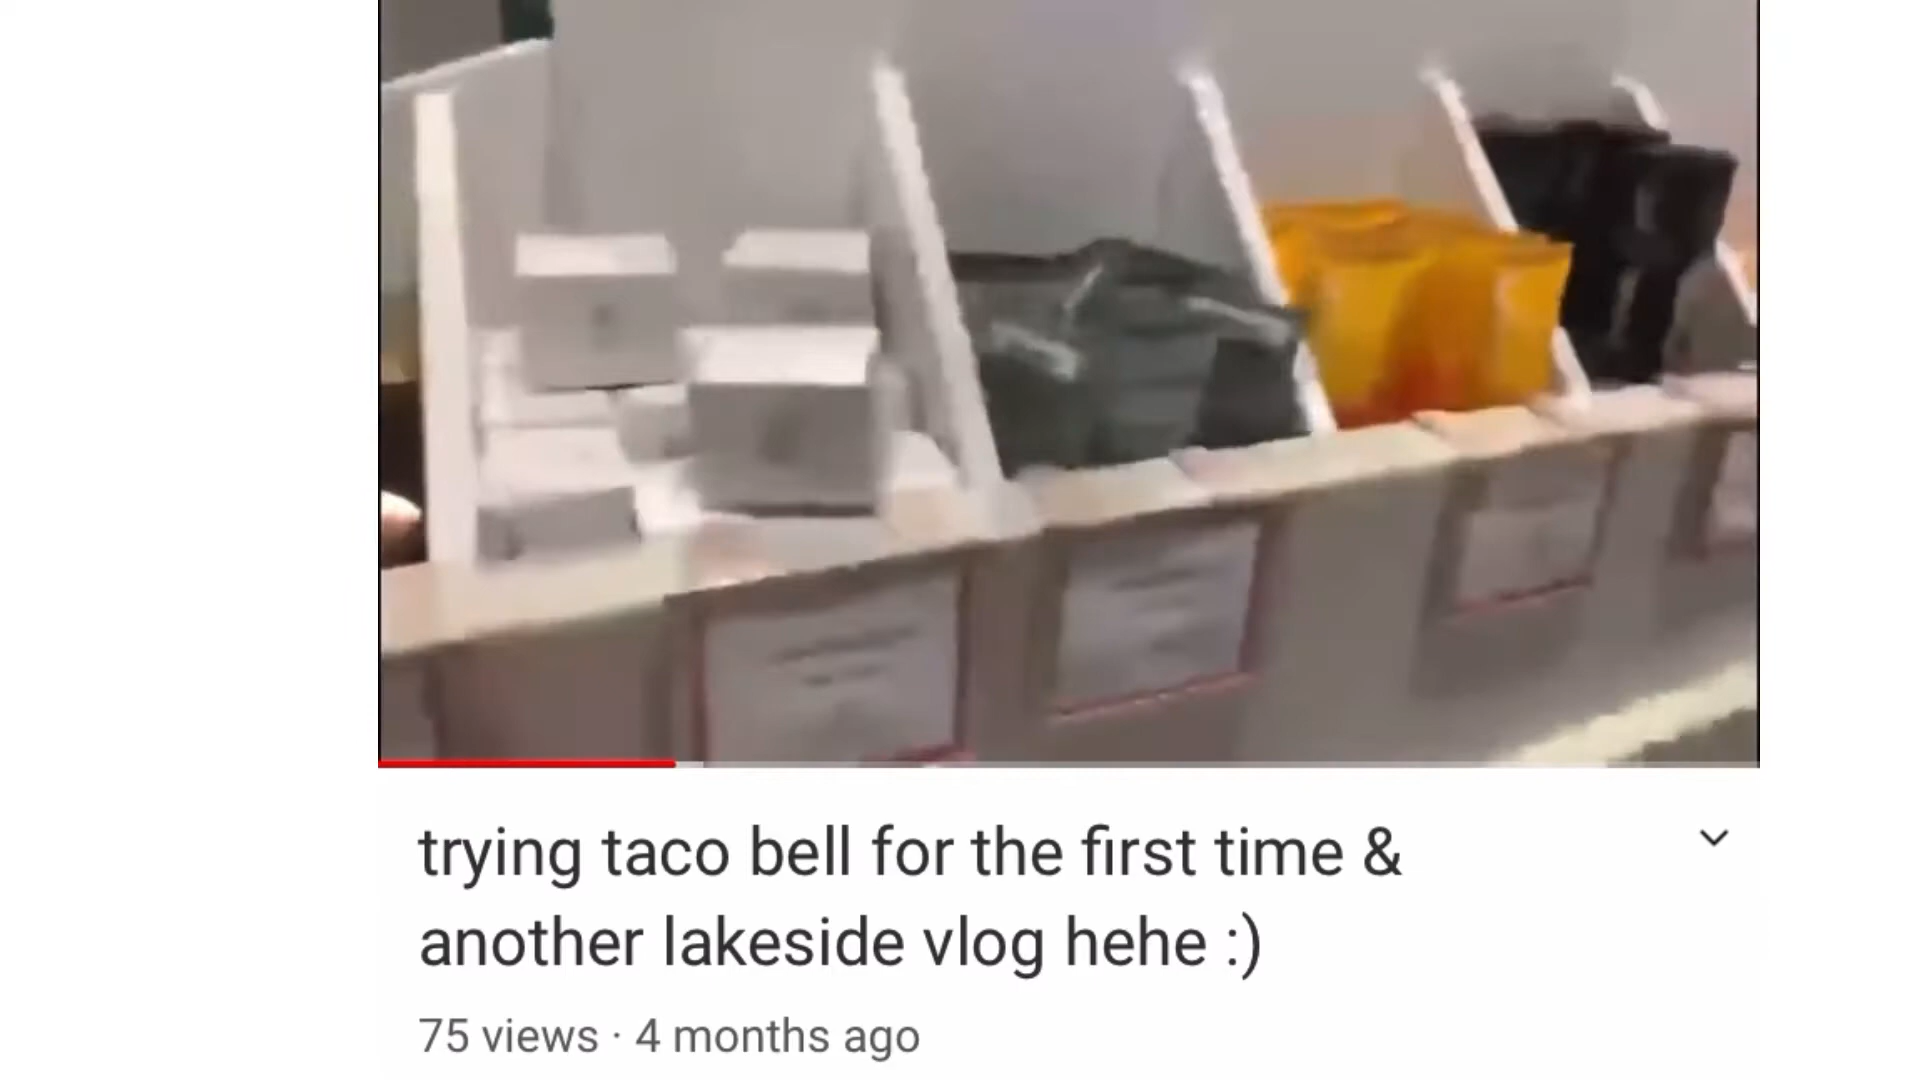 trying taco bell for the first time &
another lakeside vlog hehe :)
75 views · 4 months ago